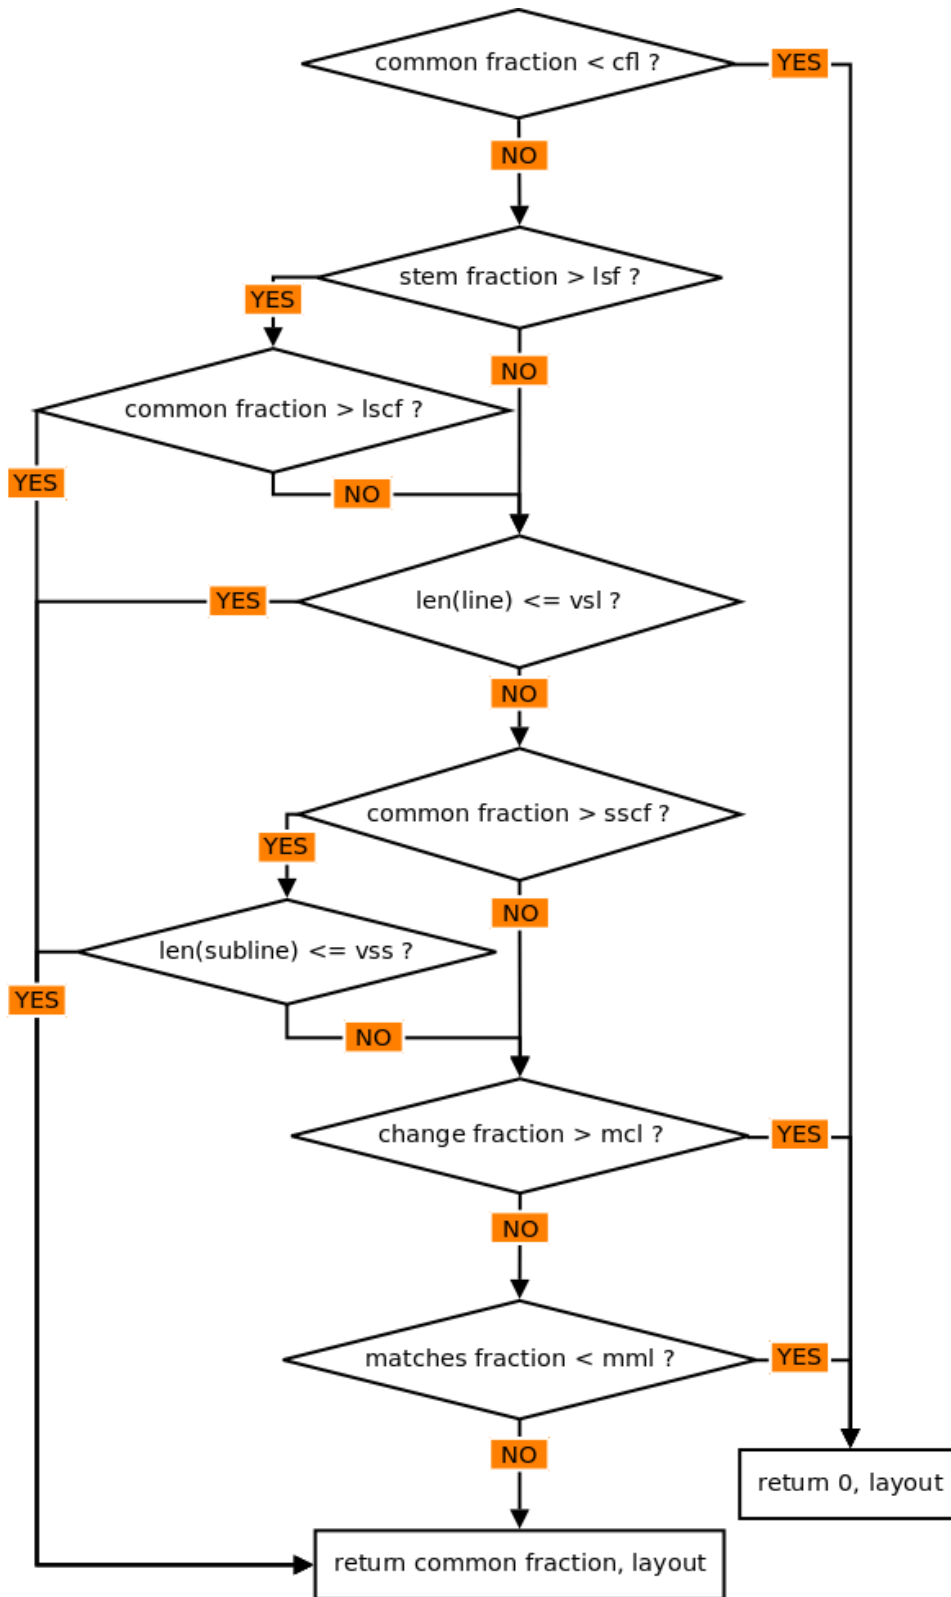 common fraction < cfl ?
YES
NO
stem fraction > lsf ?
YES
NO
common fraction > lscf ?
YES
NO
len(line) <= vsl ?
YES
NO
common fraction > sscf ?
YES
NO
len(subline) <= vss ?
YES
NO
change fraction > mcl ?
YES
NO
matches fraction < mml ?
YES
NO
return 0, layout
return common fraction, layout